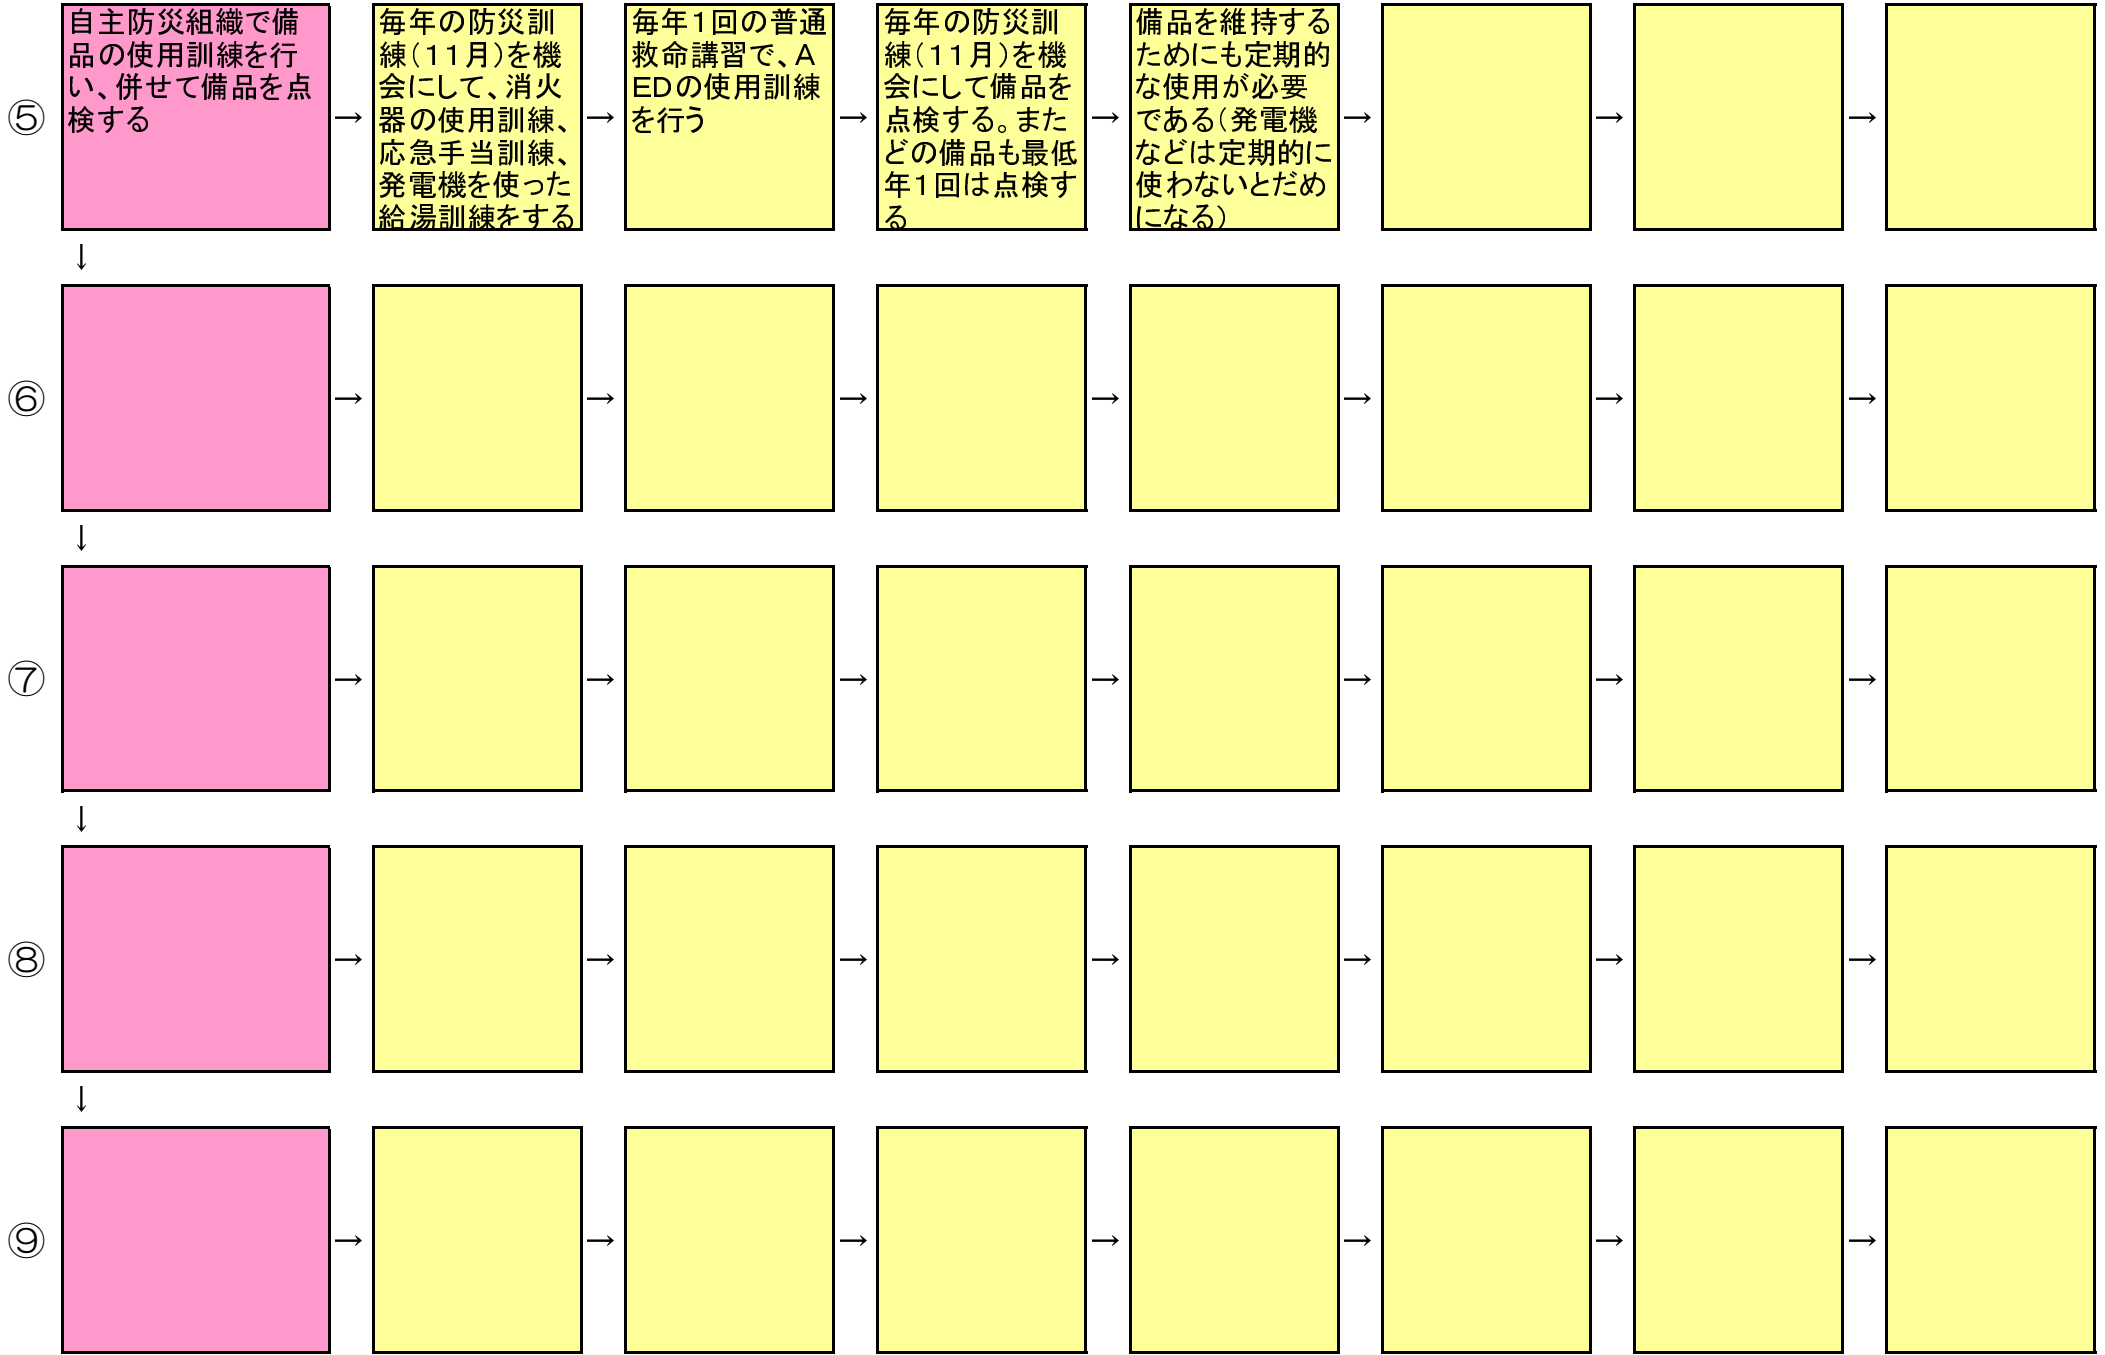 ⑤
自主防災組織で備
品の使用訓練を行
い、併せて備品を点
検する
→
毎年の防災訓
練(11月)を機
会にして、消火
器の使用訓練、
応急手当訓練、
発電機を使った
給湯訓練をする
→
毎年1回の普通
救命講習で、A
EDの使用訓練
を行う
→
毎年の防災訓
練(11月)を機
会にして備品を
点検する。また
どの備品も最低
年1回は点検す
る
→
備品を維持する
ためにも定期的
な使用が必要
である(発電機
などは定期的に
使わないとだめ
になる)
→
→
→
↓
⑥
→ → → → → → →
↓
⑦
→ → → → → → →
↓
⑧
→ → → → → → →
↓
⑨
→ → → → → → →